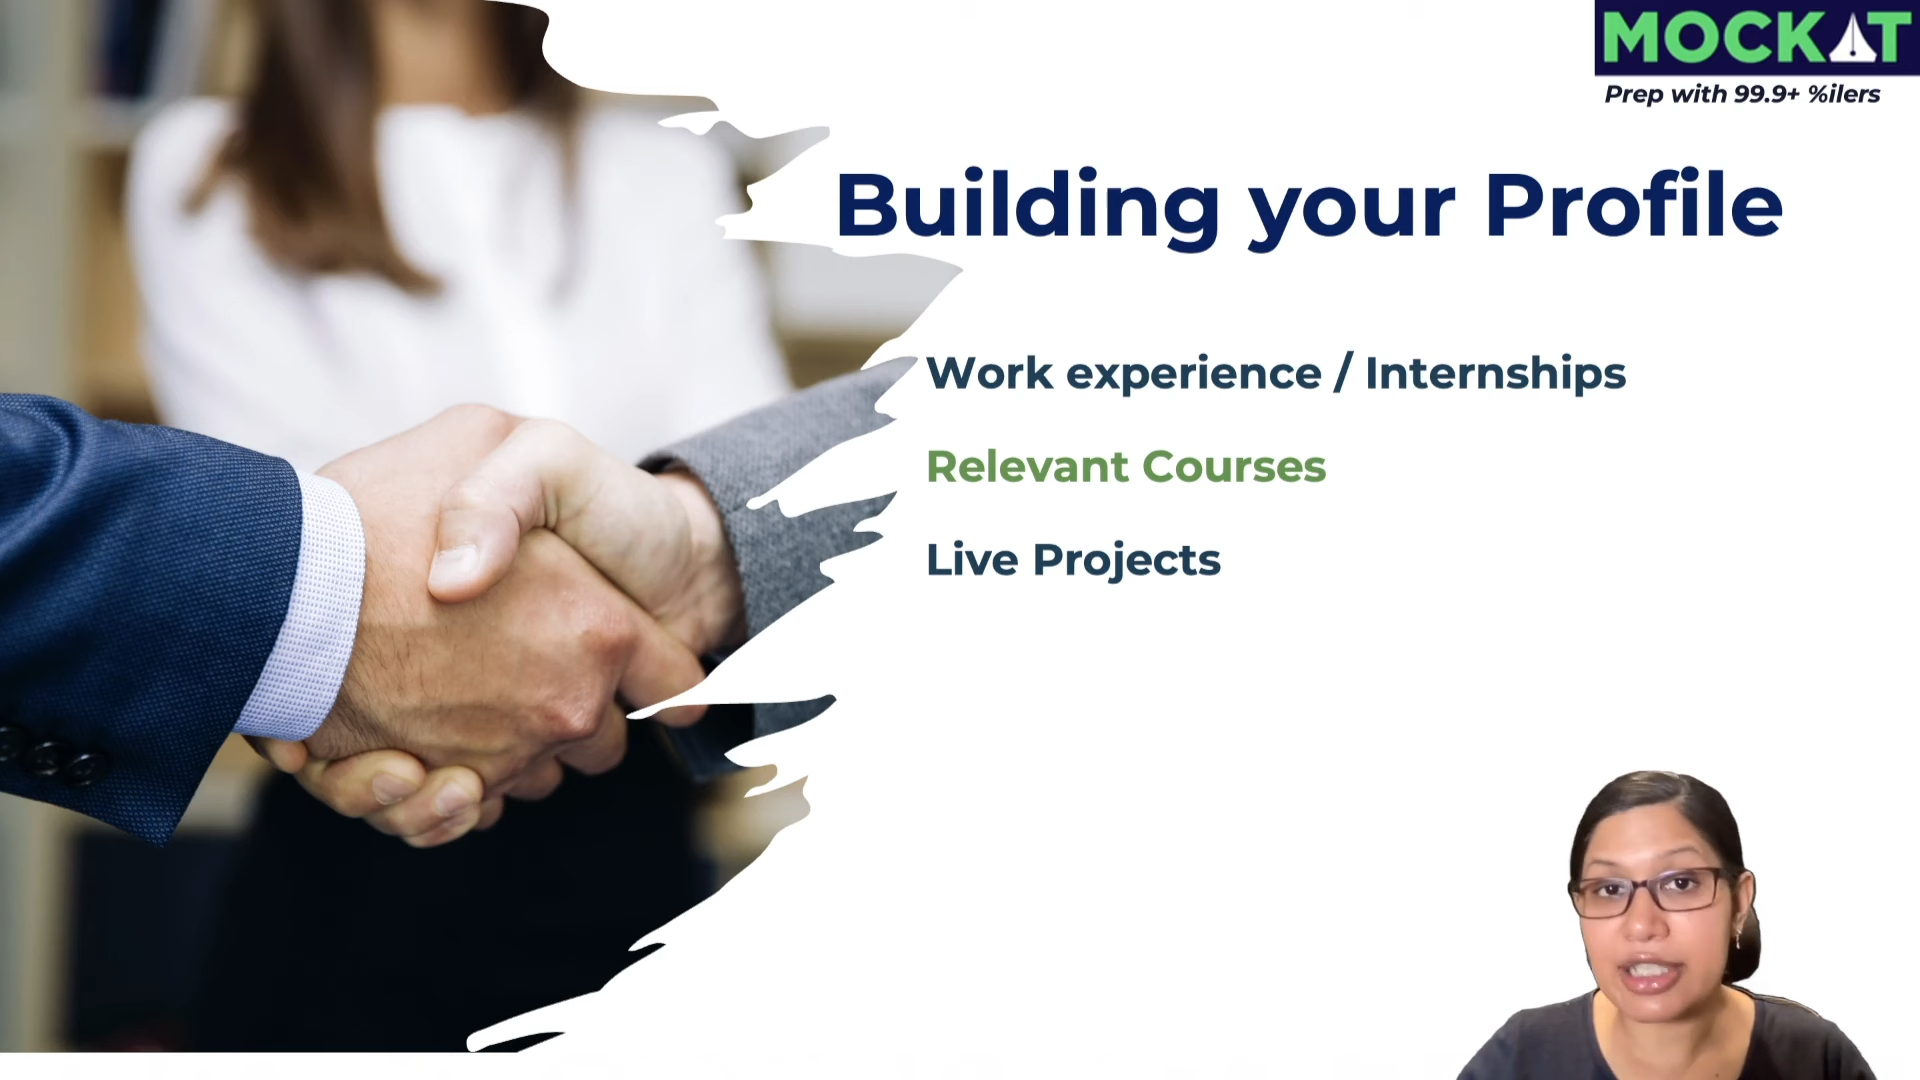 MOCKAT
Prep with 99.9+ %ilers
Building your Profile
Work experience / Internships
Relevant Courses
Live Projects